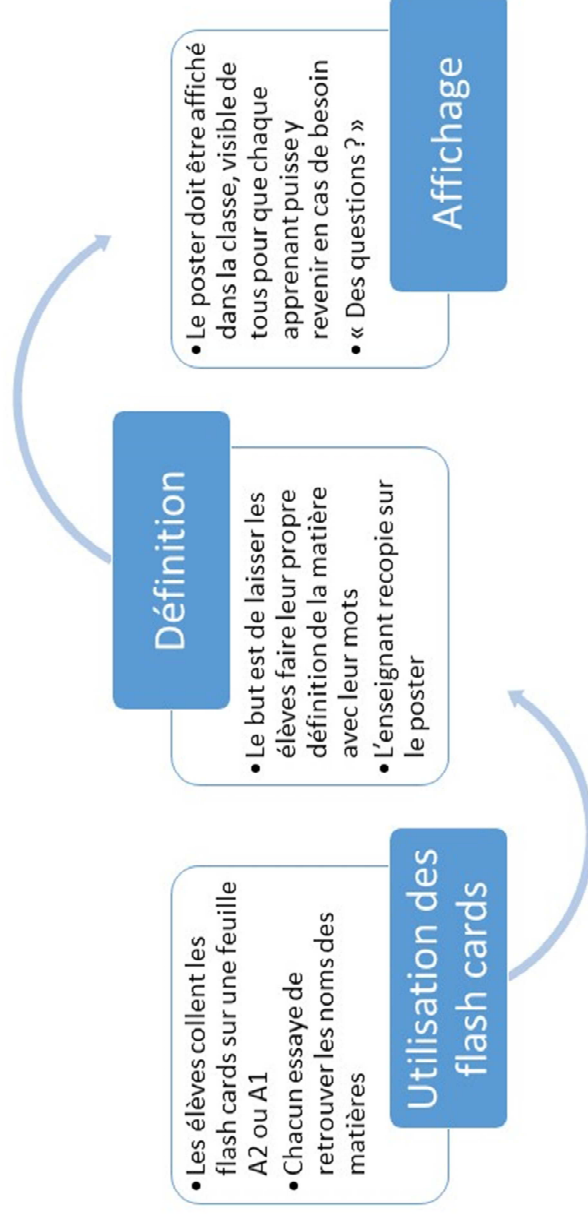 • Les élèves collent les
flash cards sur une feuille
A2 ou A1
• Chacun essaye de
retrouver les noms des
matières
Utilisation des
flash cards
Définition
• Le but est de laisser les
élèves faire leur propre
définition de la matière
avec leur mots
• L'enseignant recopie sur
le poster
• Le poster doit être affiché
dans la classe, visible de
tous pour que chaque
apprenant puisse y
revenir en cas de besoin
• « Des questions ? »
Affichage